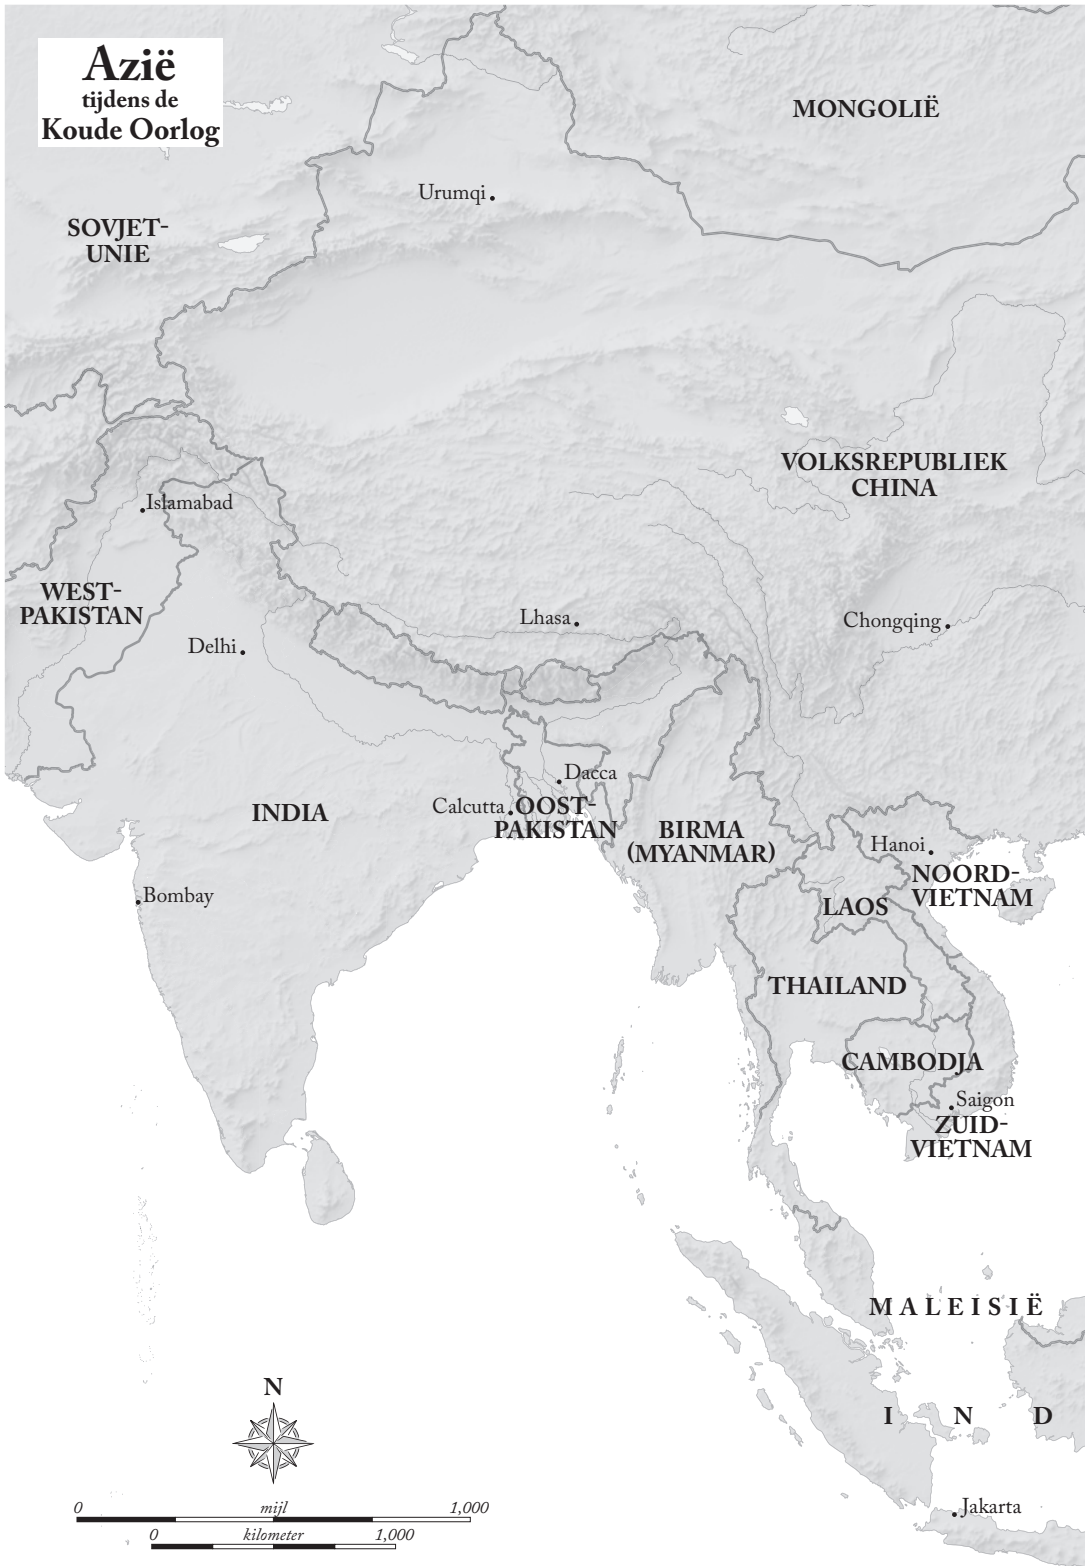 Azië
tijdens de
Koude Oorlog
MONGOLIË
Urumqi
SOVJET-
UNIE
VOLKSREPUBLIEK
CHINA
Islamabad
WEST-
PAKISTAN
Lhasa
Chongqing
Delhi
Dacca
INDIA
Calcutta
OOST-
PAKISTAN
BIRMA
(MYANMAR)
Hanoi
NOORD-
VIETNAM
Bombay
LAOS
THAILAND
CAMBODJA
Saigon
ZUID-
VIETNAM
MALEISIË
N
I N D
0 mijl 1,000
0 kilometer 1,000
Jakarta